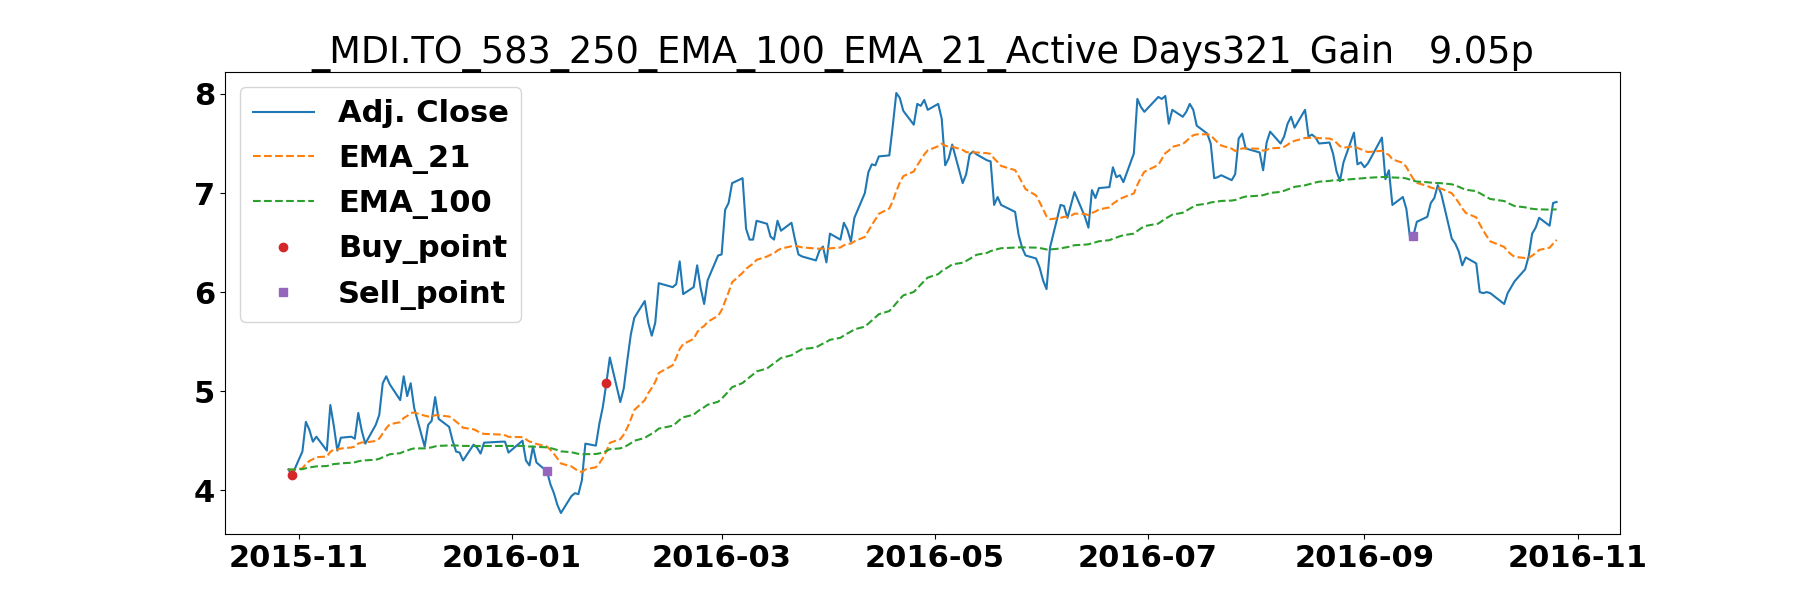 _MDI.TO_583_250_EMA_100_EMA_21_Active Days321_Gain   9.05p
8
7
6
5
4
Adj. Close
EMA_21
EMA_100
Buy_point
Sell_point
2015-11
2016-01
2016-03
2016-05
2016-07
2016-09
2016-11